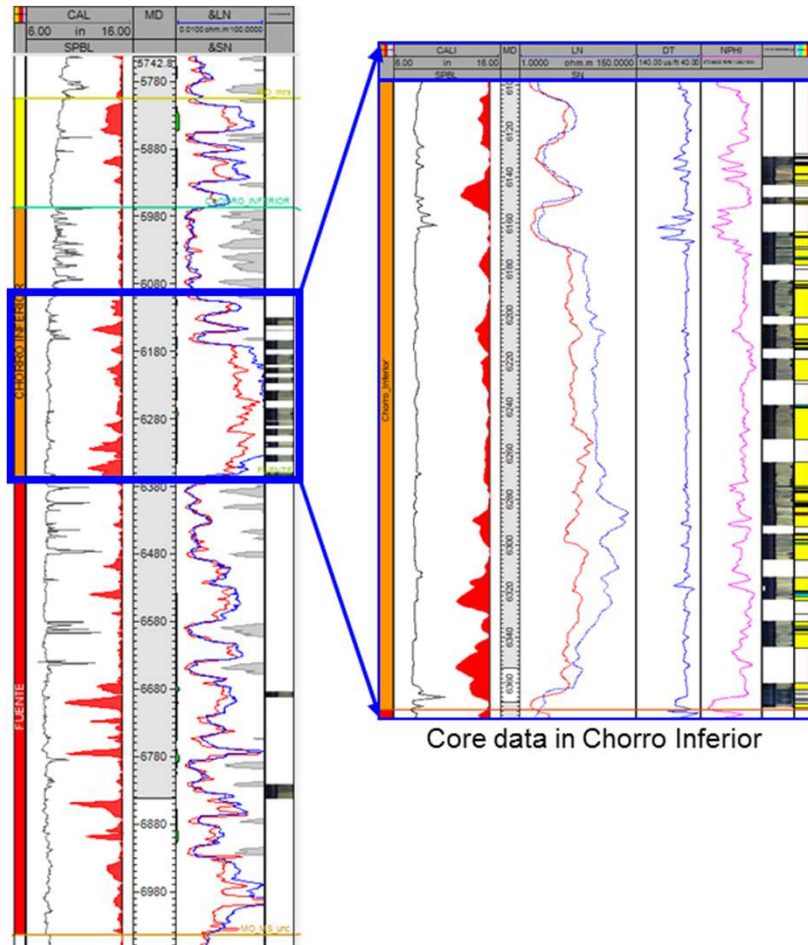 CAL
MD
&LN
6.00 in 16.00
0.0100 ohm.m 100.0000
SPBL
&SN
5742.8
5780
5880
CHORRO_INFERIOR
5980
6080
CHORRO INFERIOR
6180
6280
FUENTE
6380
6480
6580
6680
FUENTE
6780
6880
6980
CALI
MD
LN
DT
NPHI
6.00 in 16.00
1.0000 ohm.m 150.0000
140.00 us/ft 40.00
SPBL
SN
6120
6140
6160
6180
6200
6220
6240
Chorro_Inferior
6260
6280
6300
6320
6340
6360
Core data in Chorro Inferior